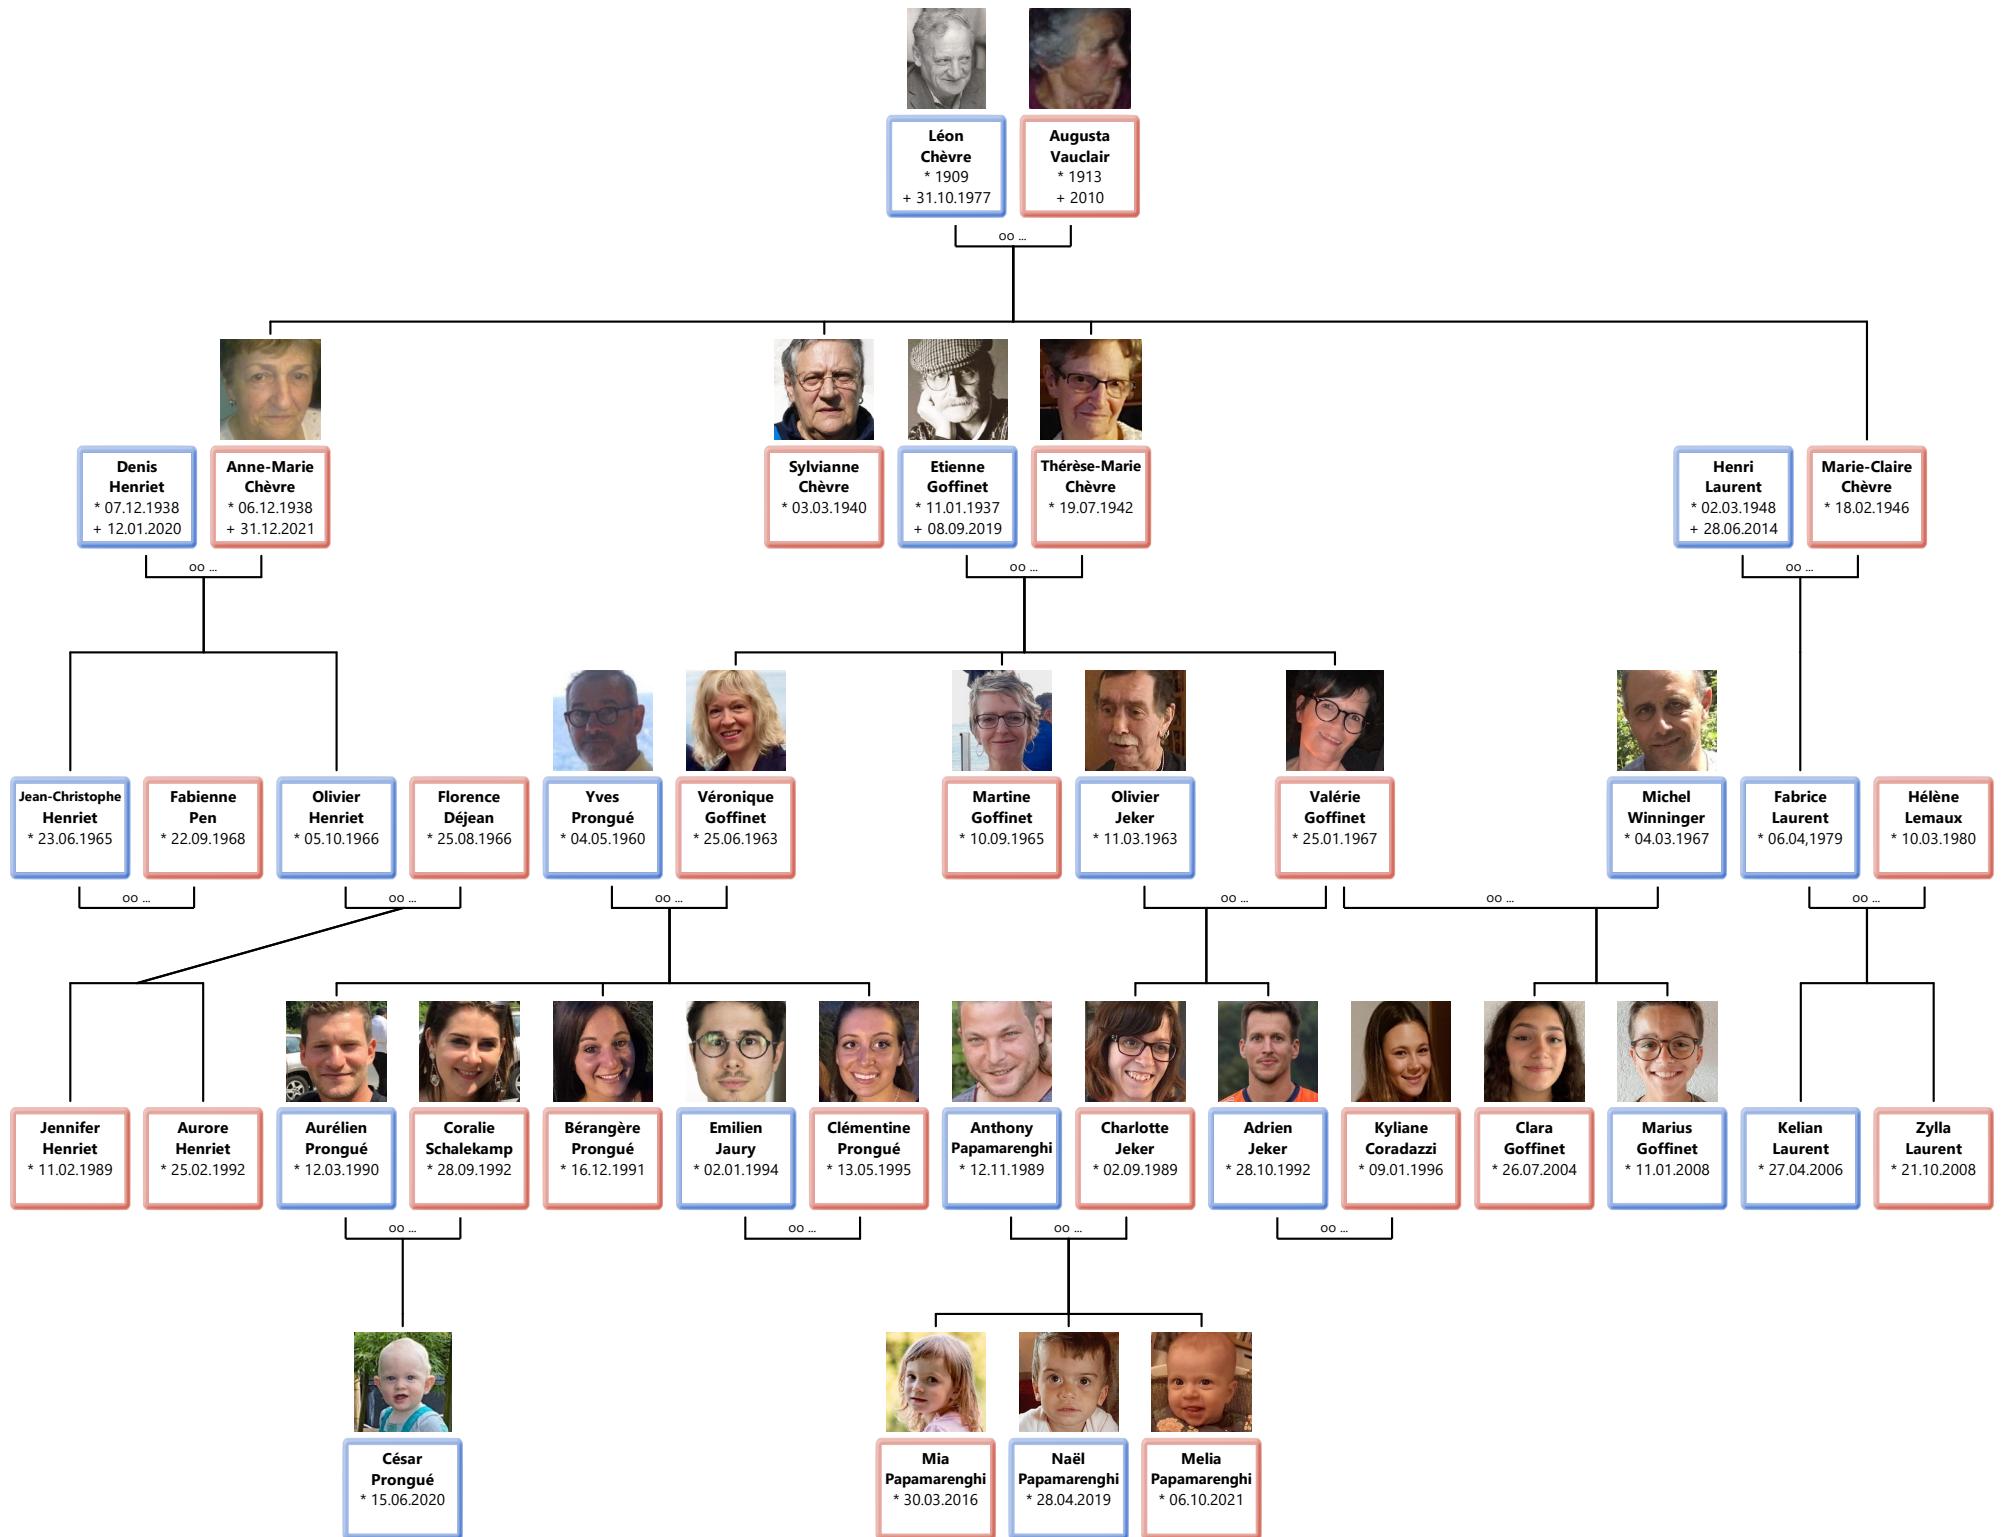 Léon
Chèvre
* 1909
+ 31.10.1977
Augusta
Vauclair
* 1913
+ 2010
oo ...
Denis
Henriet
* 07.12.1938
+ 12.01.2020
Anne-Marie
Chèvre
* 06.12.1938
+ 31.12.2021
Sylvianne
Chèvre
* 03.03.1940
Etienne
Goffinet
* 11.01.1937
+ 08.09.2019
Thérèse-Marie
Chèvre
* 19.07.1942
Henri
Laurent
* 02.03.1948
+ 28.06.2014
Marie-Claire
Chèvre
* 18.02.1946
oo ...
oo ...
oo ...
Jean-Christophe
Henriet
* 23.06.1965
Fabienne
Pen
* 22.09.1968
Olivier
Henriet
* 05.10.1966
Florence
Déjean
* 25.08.1966
Yves
Prongué
* 04.05.1960
Véronique
Goffinet
* 25.06.1963
Martine
Goffinet
* 10.09.1965
Olivier
Jeker
* 11.03.1963
Valérie
Goffinet
* 25.01.1967
Michel
Winninger
* 04.03.1967
Fabrice
Laurent
* 06.04,1979
Hélène
Lemaux
* 10.03.1980
oo ...
oo ...
oo ...
oo ...
oo ...
oo ...
Jennifer
Henriet
* 11.02.1989
Aurore
Henriet
* 25.02.1992
Aurélien
Prongué
* 12.03.1990
Coralie
Schalekamp
* 28.09.1992
Bérangère
Prongué
* 16.12.1991
Emilien
Jaury
* 02.01.1994
Clémentine
Prongué
* 13.05.1995
Anthony
Papamarenghi
* 12.11.1989
Charlotte
Jeker
* 02.09.1989
Adrien
Jeker
* 28.10.1992
Kyliane
Coradazzi
* 09.01.1996
Clara
Goffinet
* 26.07.2004
Marius
Goffinet
* 11.01.2008
Kelian
Laurent
* 27.04.2006
Zylla
Laurent
* 21.10.2008
oo ...
oo ...
oo ...
oo ...
César
Prongué
* 15.06.2020
Mia
Papamarenghi
* 30.03.2016
Naël
Papamarenghi
* 28.04.2019
Melia
Papamarenghi
* 06.10.2021